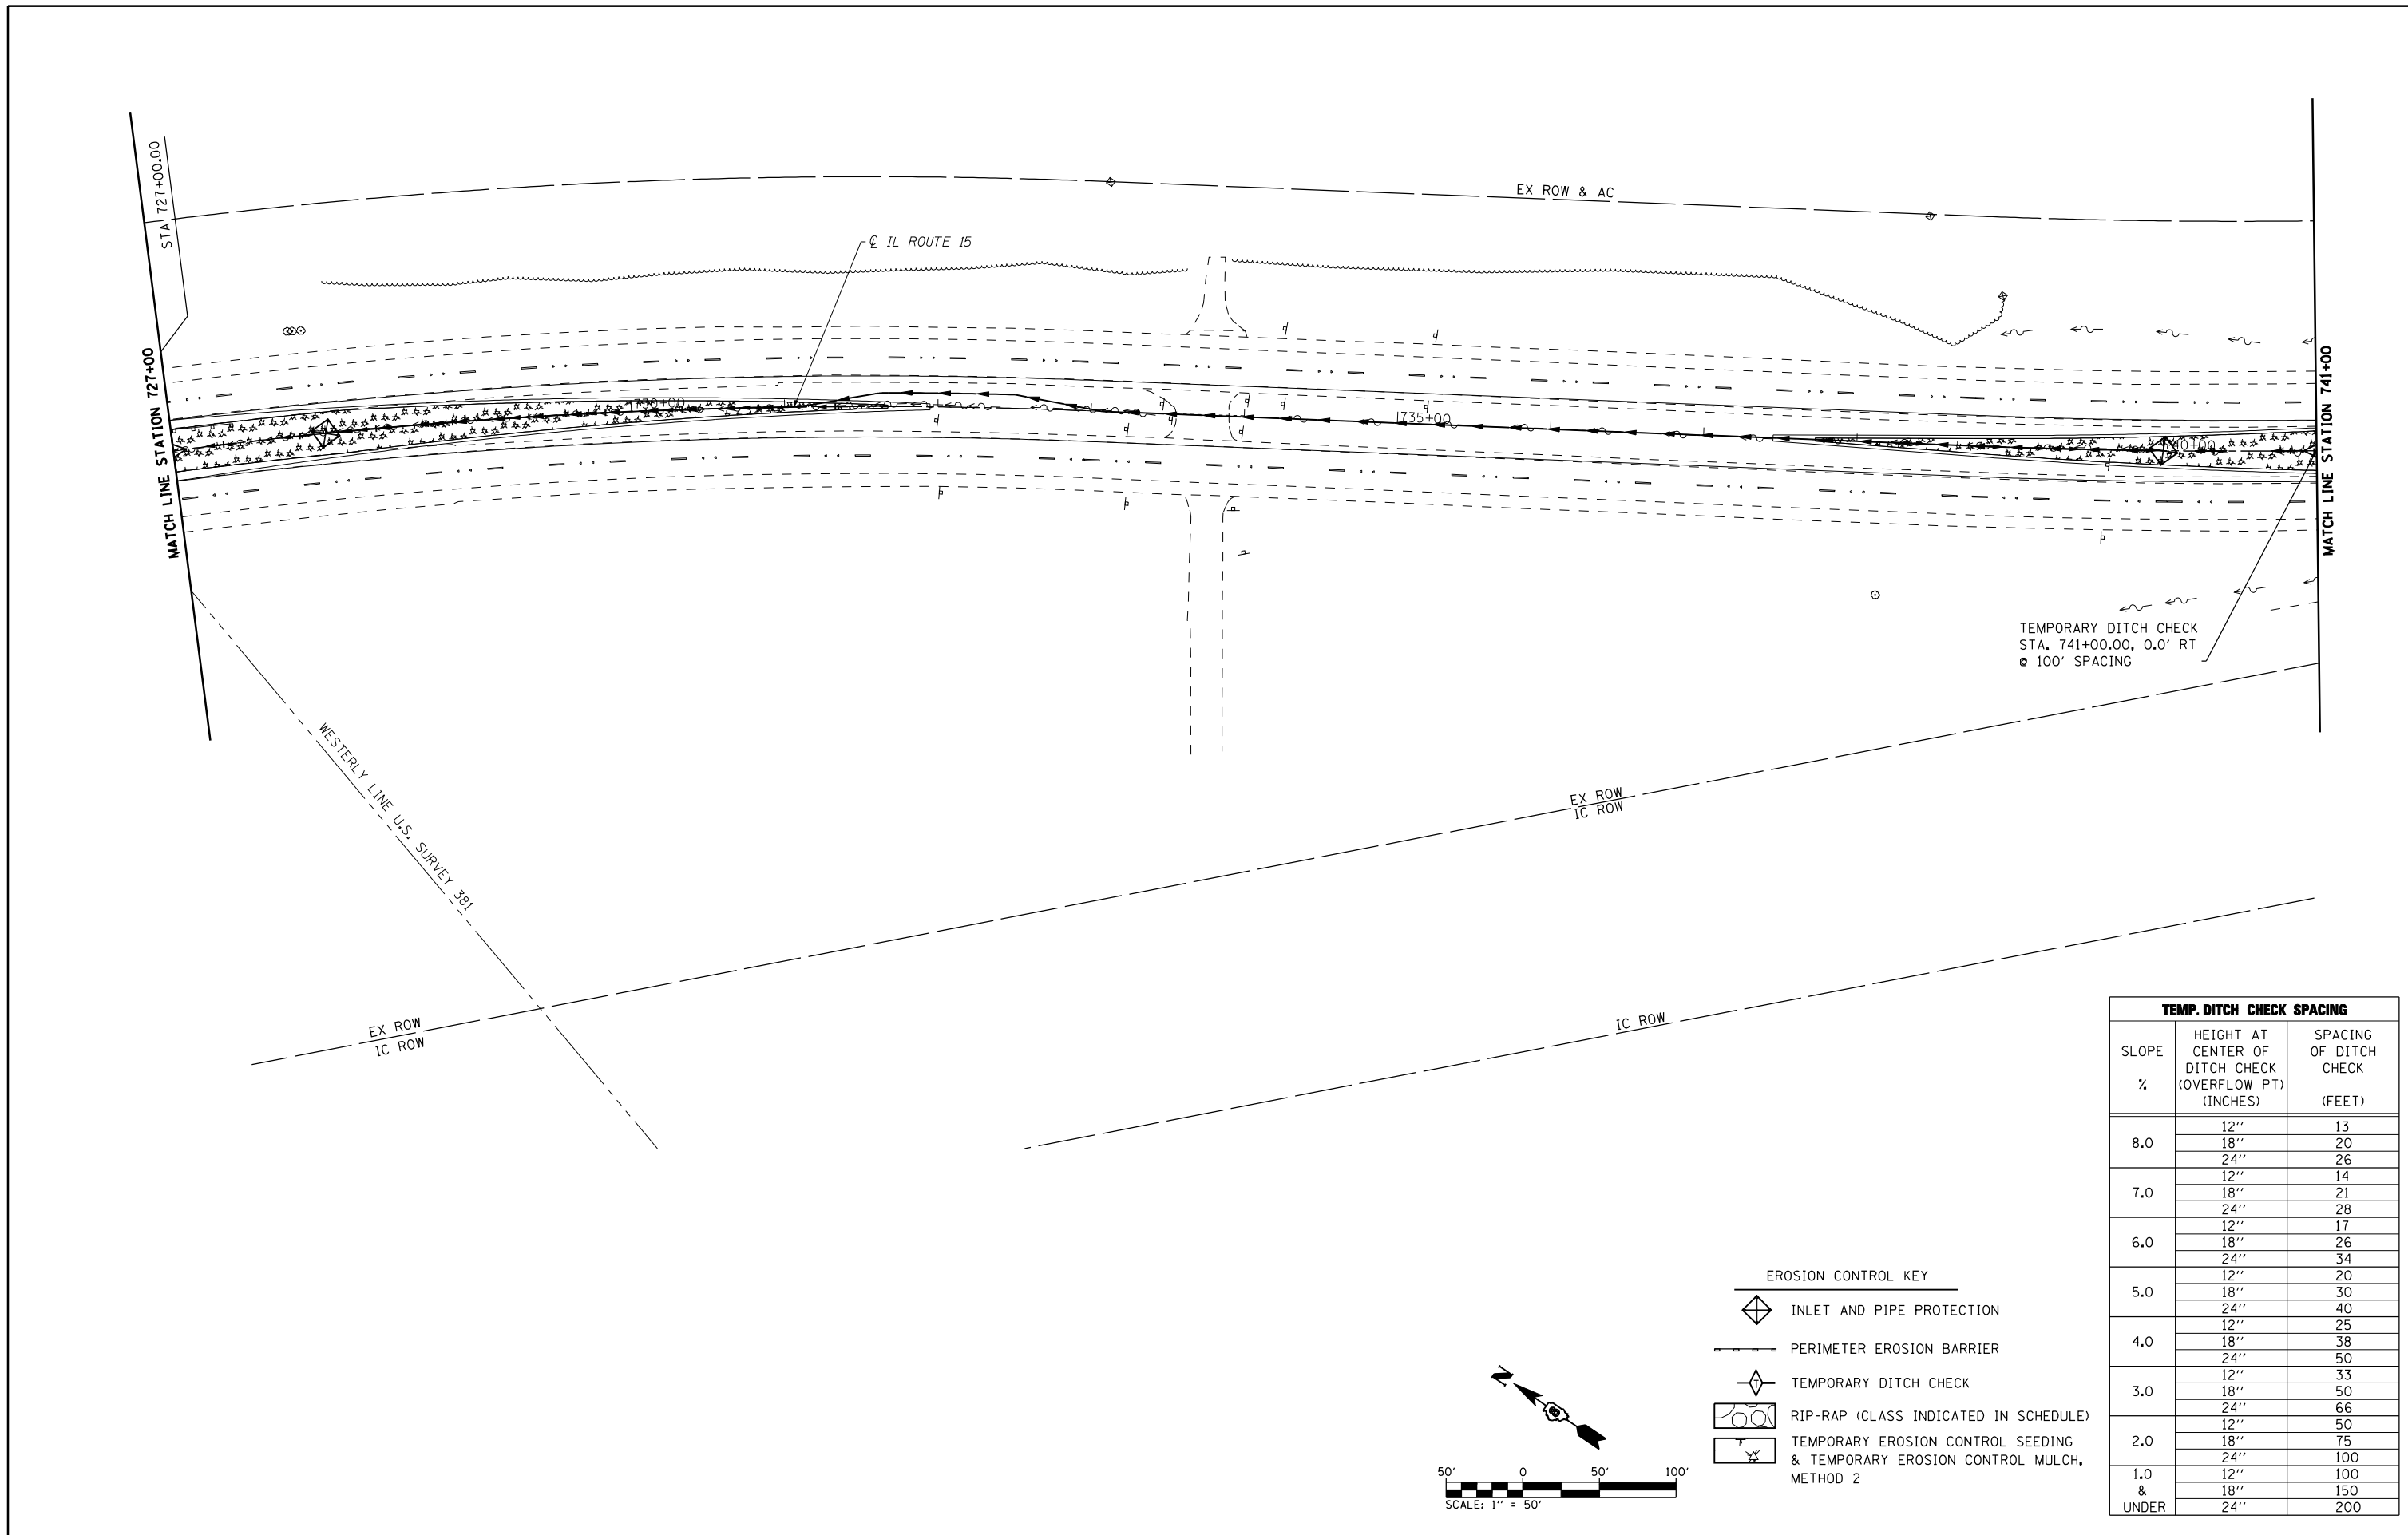 STA 727+00.00
EX ROW & AC
℄ IL ROUTE 15
MATCH LINE STATION 727+00
MATCH LINE STATION 741+00
1730+00
1735+00
TEMPORARY DITCH CHECK
STA. 741+00.00, 0.0' RT
@ 100' SPACING
WESTERLY LINE U.S. SURVEY 381
EX ROW
IC ROW
EX ROW
IC ROW
IC ROW
EROSION CONTROL KEY
INLET AND PIPE PROTECTION
PERIMETER EROSION BARRIER
T TEMPORARY DITCH CHECK
RIP-RAP (CLASS INDICATED IN SCHEDULE)
TEMPORARY EROSION CONTROL SEEDING
& TEMPORARY EROSION CONTROL MULCH,
METHOD 2
N
50' 0 50' 100'
SCALE: 1'' = 50'
TEMP. DITCH CHECK SPACING
SLOPE % HEIGHT AT CENTER OF DITCH CHECK (OVERFLOW PT) (INCHES) SPACING OF DITCH CHECK (FEET)
8.0 12'' 13
18'' 20
24'' 26
7.0 12'' 14
18'' 21
24'' 28
6.0 12'' 17
18'' 26
24'' 34
5.0 12'' 20
18'' 30
24'' 40
4.0 12'' 25
18'' 38
24'' 50
3.0 12'' 33
18'' 50
24'' 66
2.0 12'' 50
18'' 75
24'' 100
1.0 & UNDER 12'' 100
18'' 150
24'' 200